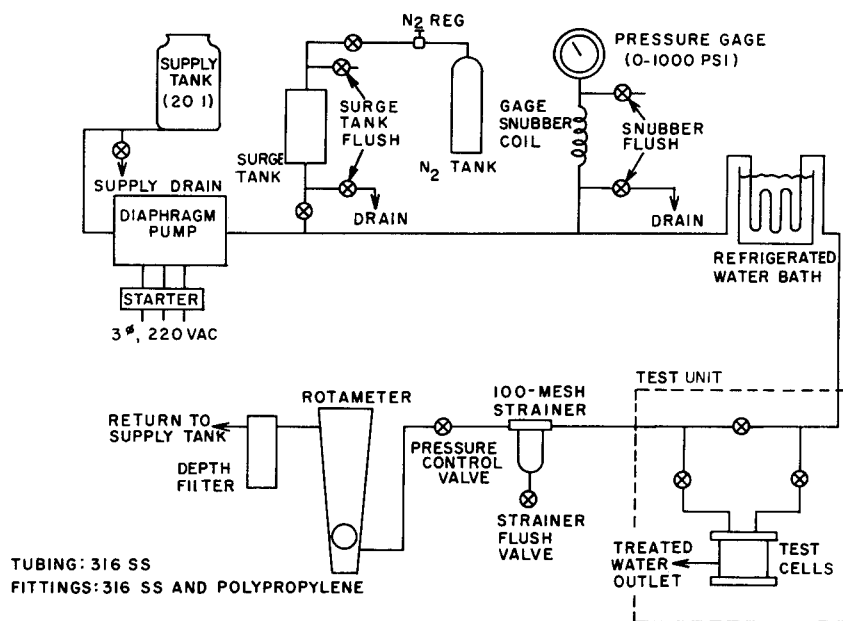 SUPPLY
TANK
(20 l)
SUPPLY DRAIN
DIAPHRAGM
PUMP
STARTER
3ø, 220 VAC
N2 REG
SURGE
TANK
FLUSH
SURGE
TANK
N2 TANK
DRAIN
PRESSURE GAGE
(0-1000 PSI)
GAGE
SNUBBER
COIL
SNUBBER
FLUSH
DRAIN
REFRIGERATED
WATER BATH
TEST UNIT
ROTAMETER
100-MESH
STRAINER
RETURN TO
SUPPLY TANK
DEPTH
FILTER
PRESSURE
CONTROL
VALVE
STRAINER
FLUSH
VALVE
TREATED
WATER
OUTLET
TEST
CELLS
TUBING: 316 SS
FITTINGS: 316 SS AND POLYPROPYLENE